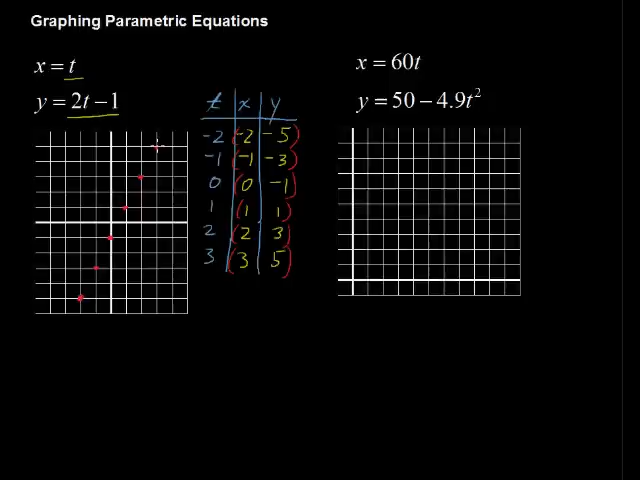 Graphing Parametric Equations
x = t
y = 2t − 1
t x y
-2 (-2 -5)
-1 (-1 -3)
0 (0 -1)
1 (1 1)
2 (2 3)
3 (3 5)
x = 60t
y = 50 − 4.9t²